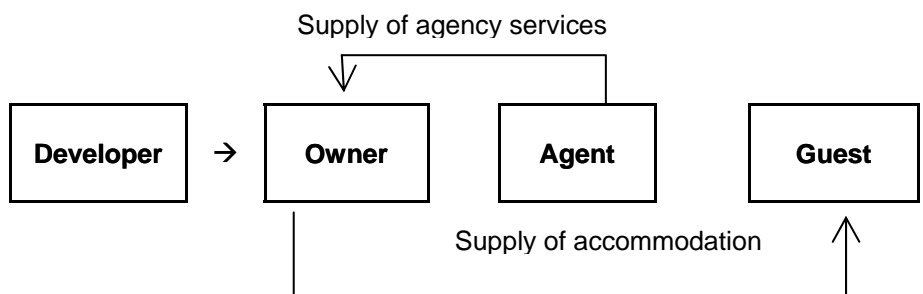 Supply of agency services
Developer → Owner Agent Guest
Supply of accommodation